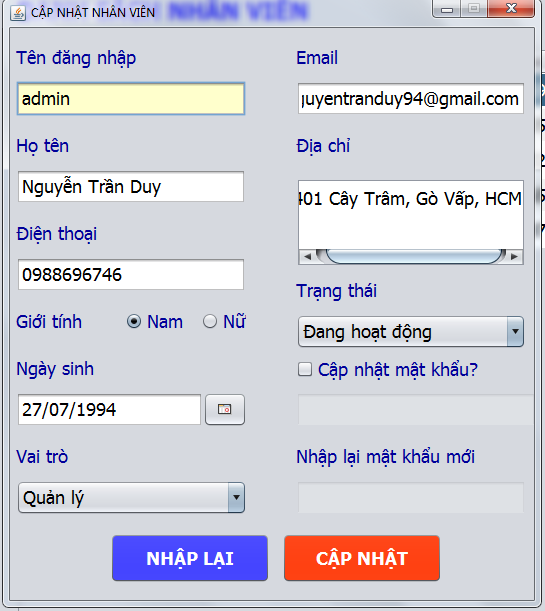 CẬP NHẬT NHÂN VIÊN
Tên đăng nhập
admin
Họ tên
Nguyễn Trần Duy
Điện thoại
0988696746
Giới tính
Nam
Nữ
Ngày sinh
27/07/1994
Vai trò
Quản lý
Email
guyentranduy94@gmail.com
Địa chỉ
401 Cây Trâm, Gò Vấp, HCM
Trạng thái
Đang hoạt động
Cập nhật mật khẩu?
Nhập lại mật khẩu mới
NHẬP LẠI
CẬP NHẬT